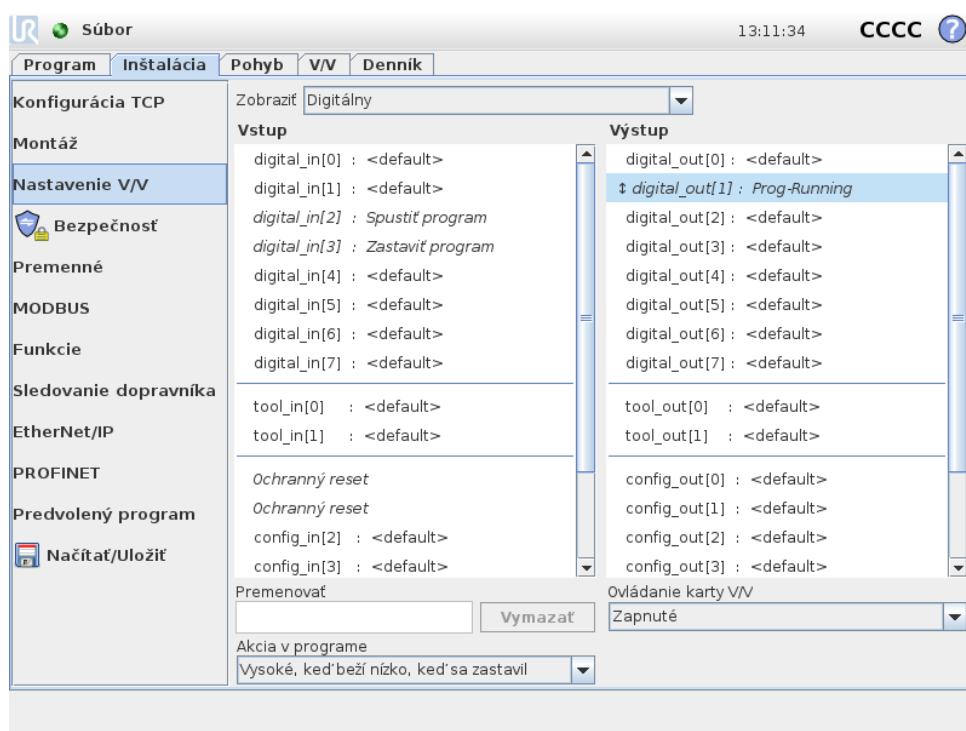 UR Súbor 13:11:34 CCCC ?
Program Inštalácia Pohyb V/V Denník
Konfigurácia TCP
Montáž
Nastavenie V/V
Bezpečnosť
Premenné
MODBUS
Funkcie
Sledovanie dopravníka
EtherNet/IP
PROFINET
Predvolený program
Načítať/Uložiť
Zobraziť Digitálny
Vstup
digital_in[0] : <default>
digital_in[1] : <default>
digital_in[2] : Spustiť program
digital_in[3] : Zastaviť program
digital_in[4] : <default>
digital_in[5] : <default>
digital_in[6] : <default>
digital_in[7] : <default>
tool_in[0] : <default>
tool_in[1] : <default>
Ochranný reset
Ochranný reset
config_in[2] : <default>
config_in[3] : <default>
Výstup
digital_out[0] : <default>
↕ digital_out[1] : Prog-Running
digital_out[2] : <default>
digital_out[3] : <default>
digital_out[4] : <default>
digital_out[5] : <default>
digital_out[6] : <default>
digital_out[7] : <default>
tool_out[0] : <default>
tool_out[1] : <default>
config_out[0] : <default>
config_out[1] : <default>
config_out[2] : <default>
config_out[3] : <default>
Premenovať
Vymazať
Akcia v programe
Vysoké, keď beží nízko, keď sa zastavil
Ovládanie karty V/V
Zapnuté